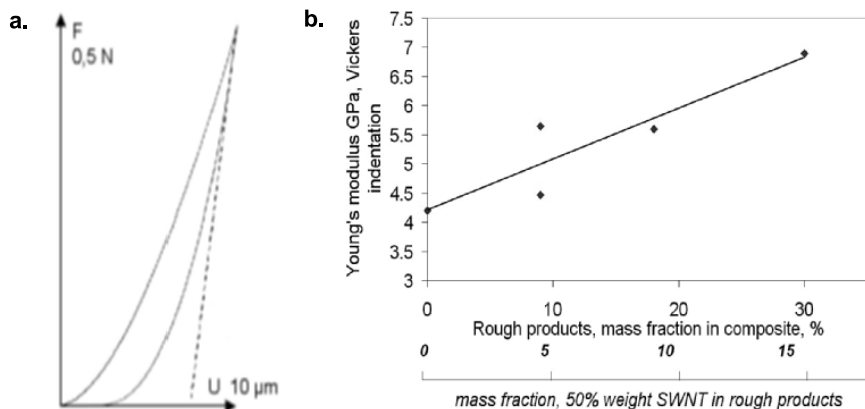 a.
F
0,5 N
U 10 µm
b.
Young's modulus GPa, Vickers
indentation
7.5
7
6.5
6
5.5
5
4.5
4
3.5
3
0 10 20 30
Rough products, mass fraction in composite, %
0 5 10 15
mass fraction, 50% weight SWNT in rough products